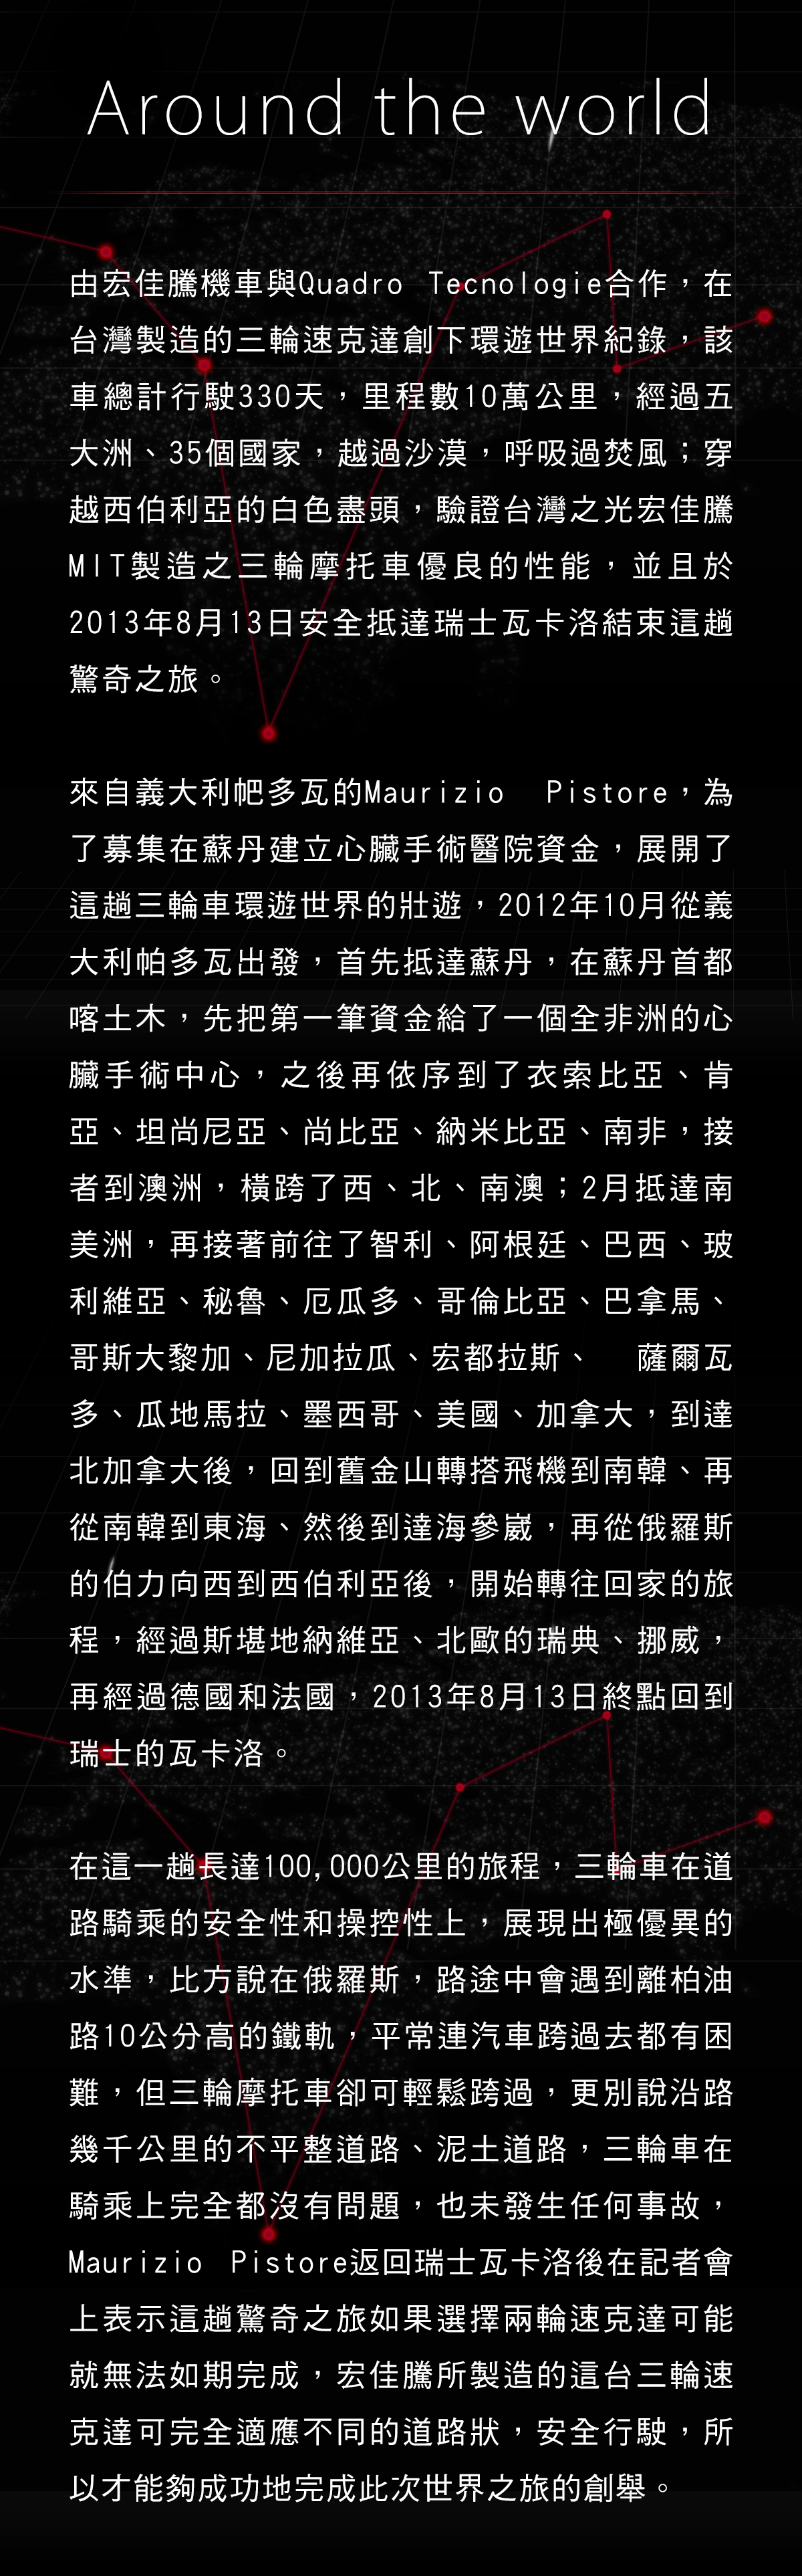 Around the world
由宏佳騰機車與Quadro Tecnologie合作，在
台灣製造的三輪速克達創下環遊世界紀錄，該
車總計行駛330天，里程數10萬公里，經過五
大洲、35個國家，越過沙漠，呼吸過焚風；穿
越西伯利亞的白色盡頭，驗證台灣之光宏佳騰
MIT製造之三輪摩托車優良的性能，並且於
2013年8月13日安全抵達瑞士瓦卡洛結束這趟
驚奇之旅。
來自義大利帊多瓦的Maurizio Pistore，為
了募集在蘇丹建立心臟手術醫院資金，展開了
這趟三輪車環遊世界的壯遊，2012年10月從義
大利帕多瓦出發，首先抵達蘇丹，在蘇丹首都
喀土木，先把第一筆資金給了一個全非洲的心
臟手術中心，之後再依序到了衣索比亞、肯
亞、坦尚尼亞、尚比亞、納米比亞、南非，接
者到澳洲，橫跨了西、北、南澳；2月抵達南
美洲，再接著前往了智利、阿根廷、巴西、玻
利維亞、秘魯、厄瓜多、哥倫比亞、巴拿馬、
哥斯大黎加、尼加拉瓜、宏都拉斯、 薩爾瓦
多、瓜地馬拉、墨西哥、美國、加拿大，到達
北加拿大後，回到舊金山轉搭飛機到南韓、再
從南韓到東海、然後到達海參崴，再從俄羅斯
的伯力向西到西伯利亞後，開始轉往回家的旅
程，經過斯堪地納維亞、北歐的瑞典、挪威，
再經過德國和法國，2013年8月13日終點回到
瑞士的瓦卡洛。
在這一趟長達100,000公里的旅程，三輪車在道
路騎乘的安全性和操控性上，展現出極優異的
水準，比方說在俄羅斯，路途中會遇到離柏油
路10公分高的鐵軌，平常連汽車跨過去都有困
難，但三輪摩托車卻可輕鬆跨過，更別說沿路
幾千公里的不平整道路、泥土道路，三輪車在
騎乘上完全都沒有問題，也未發生任何事故，
Maurizio Pistore返回瑞士瓦卡洛後在記者會
上表示這趟驚奇之旅如果選擇兩輪速克達可能
就無法如期完成，宏佳騰所製造的這台三輪速
克達可完全適應不同的道路狀，安全行駛，所
以才能夠成功地完成此次世界之旅的創舉。